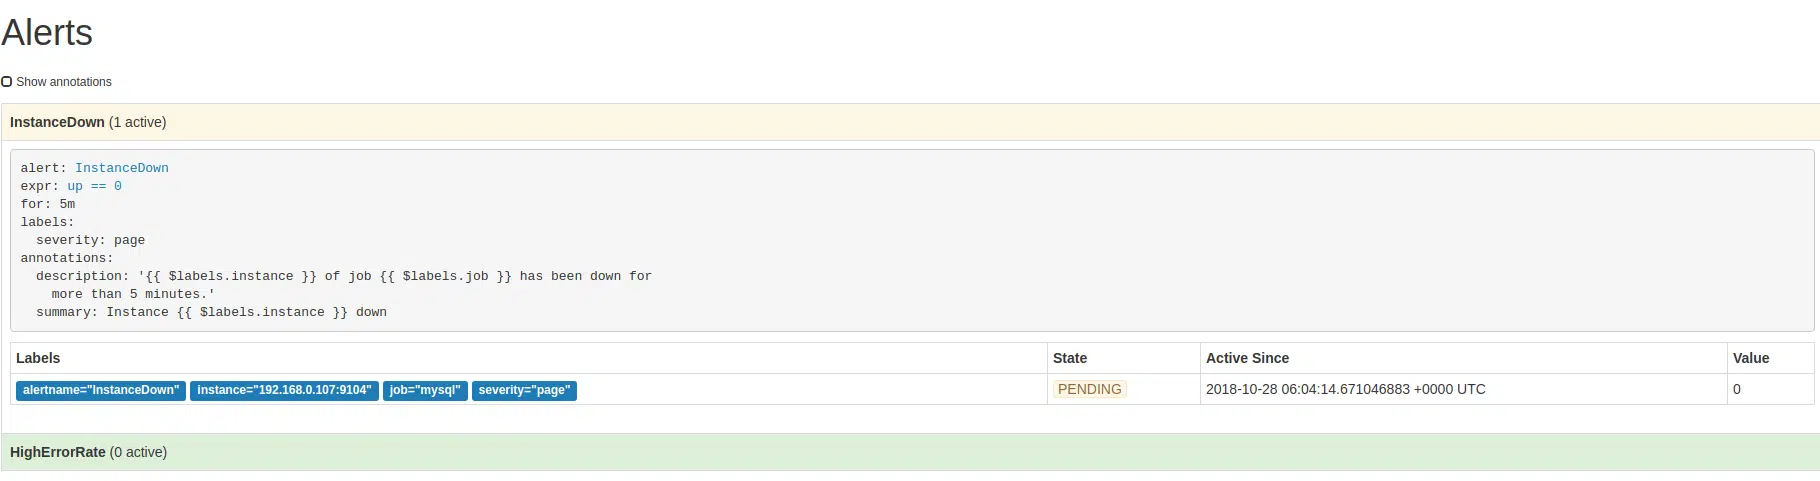 Alerts
Show annotations
InstanceDown (1 active)
alert: InstanceDown
expr: up == 0
for: 5m
labels:
  severity: page
annotations:
  description: '{{ $labels.instance }} of job {{ $labels.job }} has been down for
    more than 5 minutes.'
  summary: Instance {{ $labels.instance }} down
Labels State Active Since Value
alertname="InstanceDown" instance="192.168.0.107:9104" job="mysql" severity="page" PENDING 2018-10-28 06:04:14.671046883 +0000 UTC 0
HighErrorRate (0 active)